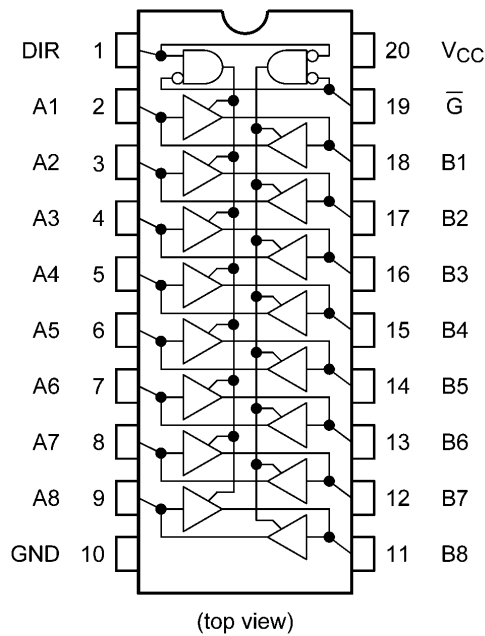 DIR 1 20 VCC
A1 2 19 G̅
A2 3 18 B1
A3 4 17 B2
A4 5 16 B3
A5 6 15 B4
A6 7 14 B5
A7 8 13 B6
A8 9 12 B7
GND 10 11 B8
(top view)